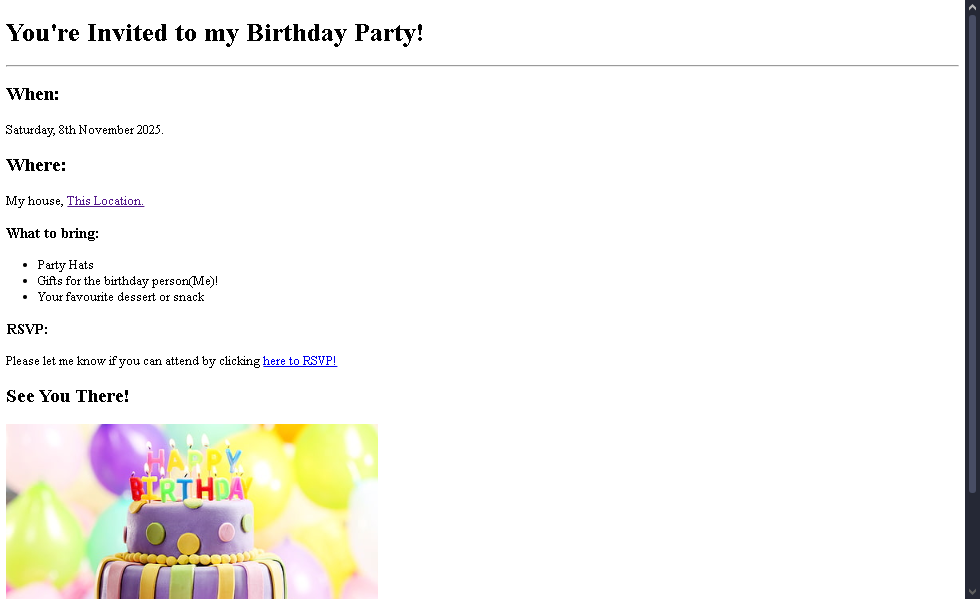 You're Invited to my Birthday Party!
When:
Saturday, 8th November 2025.
Where:
My house, This Location.
What to bring:
Party Hats
Gifts for the birthday person(Me)!
Your favourite dessert or snack
RSVP:
Please let me know if you can attend by clicking here to RSVP!
See You There!
HAPPY
BIRTHDAY